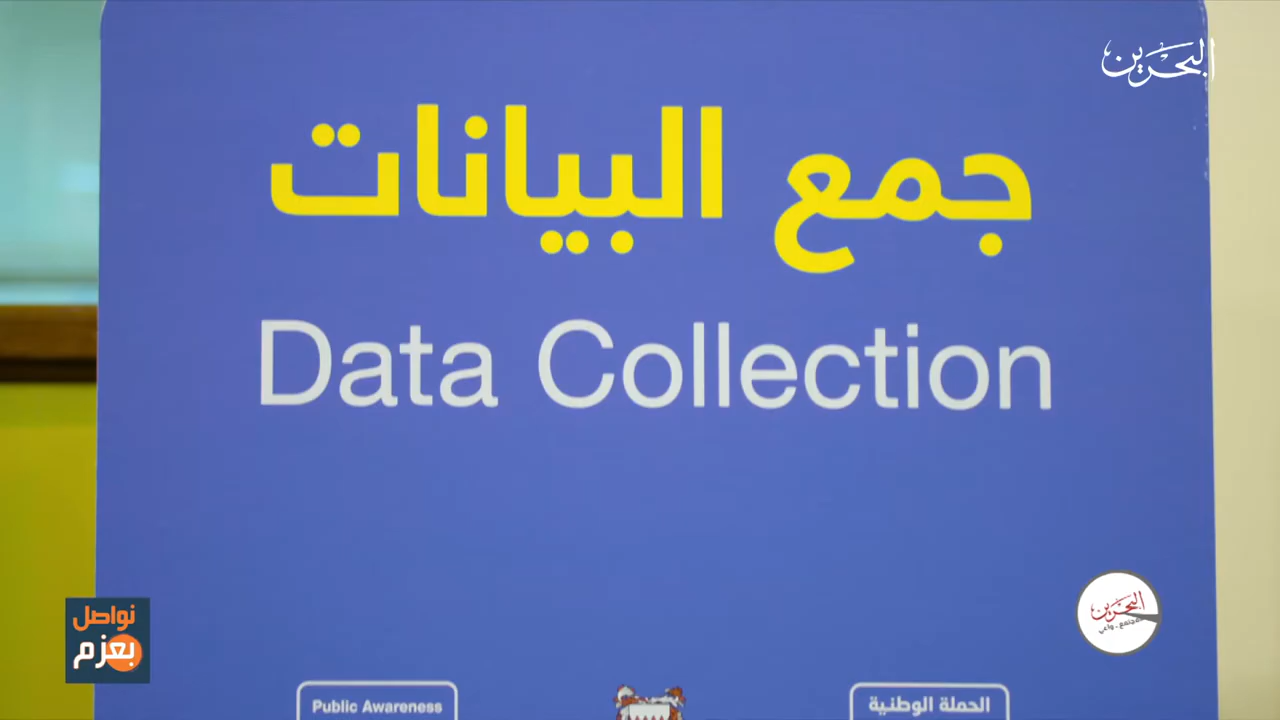 البحرين
جمع البيانات
Data Collection
نواصل
بعزم
البحرين
Public Awareness
الحملة الوطنية